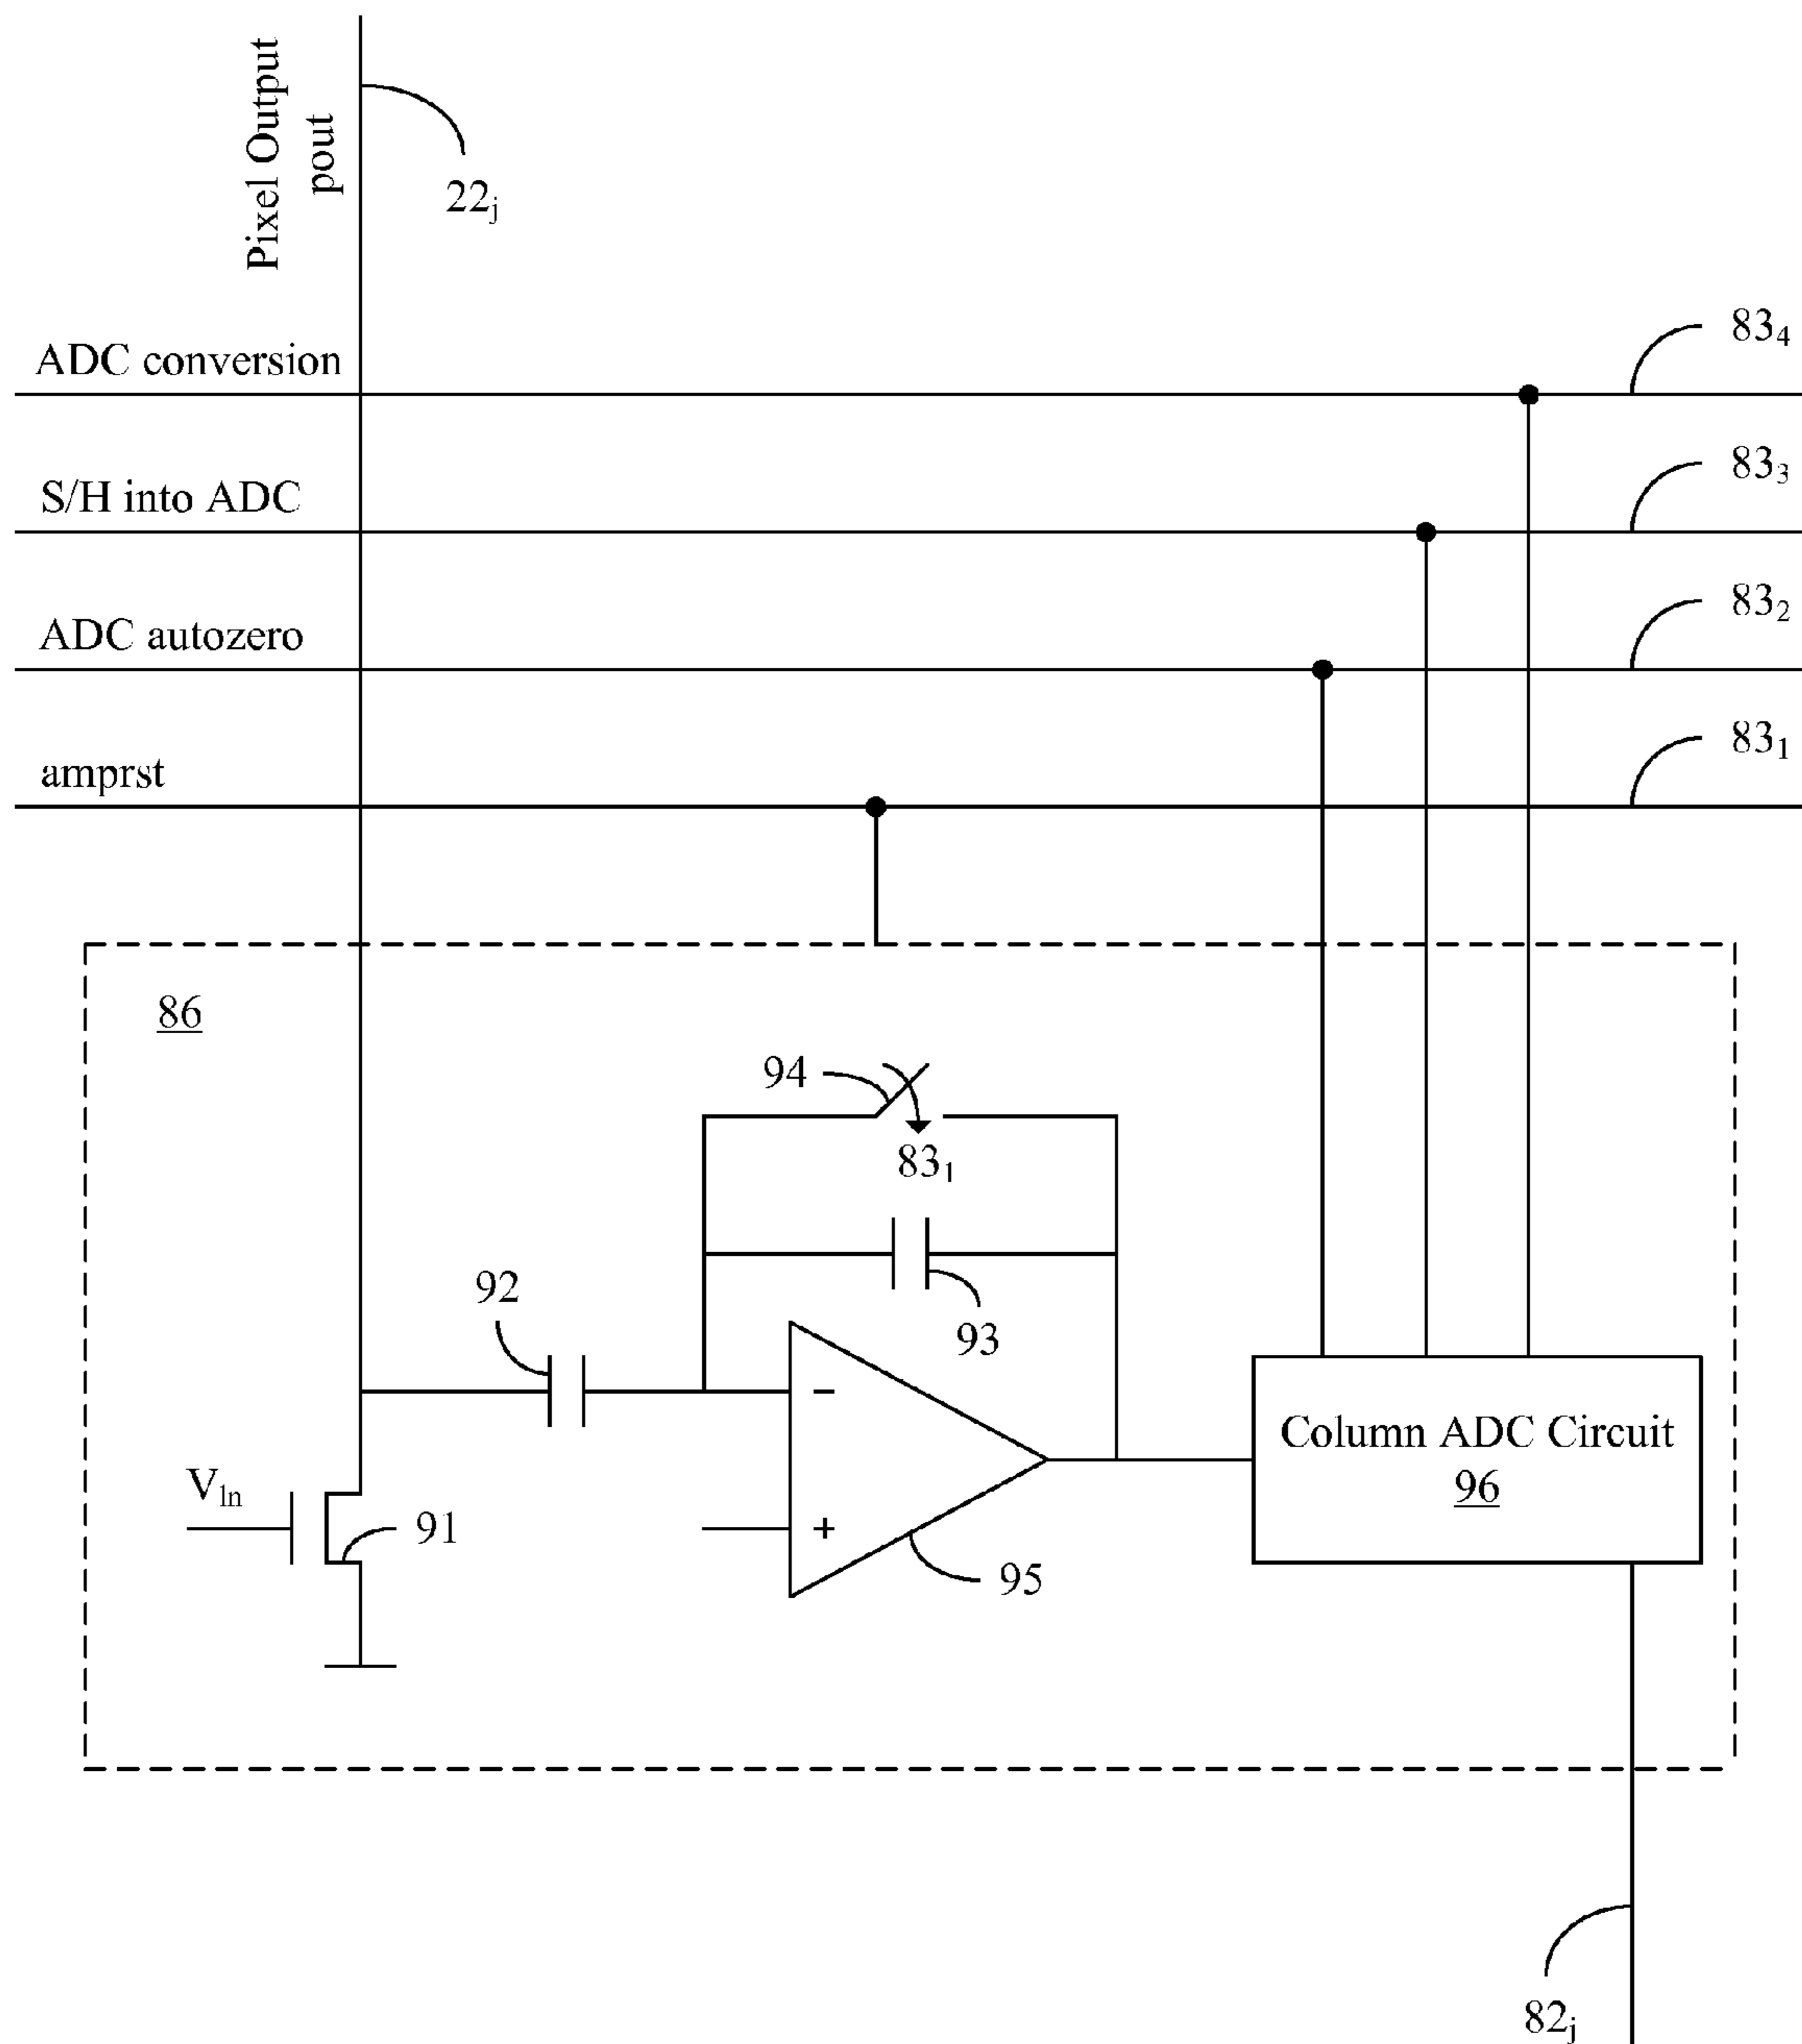 Pixel Output
pout
22j
ADC conversion
83₄
S/H into ADC
83₃
ADC autozero
83₂
amprst
83₁
86
94
83₁
92
93
−
Column ADC Circuit
96
Vln
91
+
95
82j